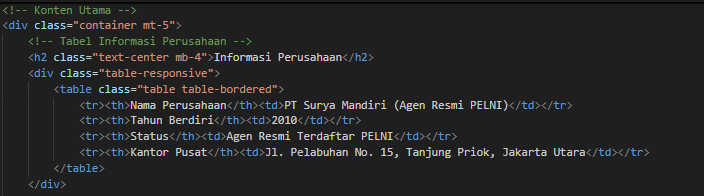 <!-- Konten Utama -->
<div class="container mt-5">
    <!-- Tabel Informasi Perusahaan -->
    <h2 class="text-center mb-4">Informasi Perusahaan</h2>
    <div class="table-responsive">
        <table class="table table-bordered">
            <tr><th>Nama Perusahaan</th><td>PT Surya Mandiri (Agen Resmi PELNI)</td></tr>
            <tr><th>Tahun Berdiri</th><td>2010</td></tr>
            <tr><th>Status</th><td>Agen Resmi Terdaftar PELNI</td></tr>
            <tr><th>Kantor Pusat</th><td>Jl. Pelabuhan No. 15, Tanjung Priok, Jakarta Utara</td></tr>
        </table>
    </div>